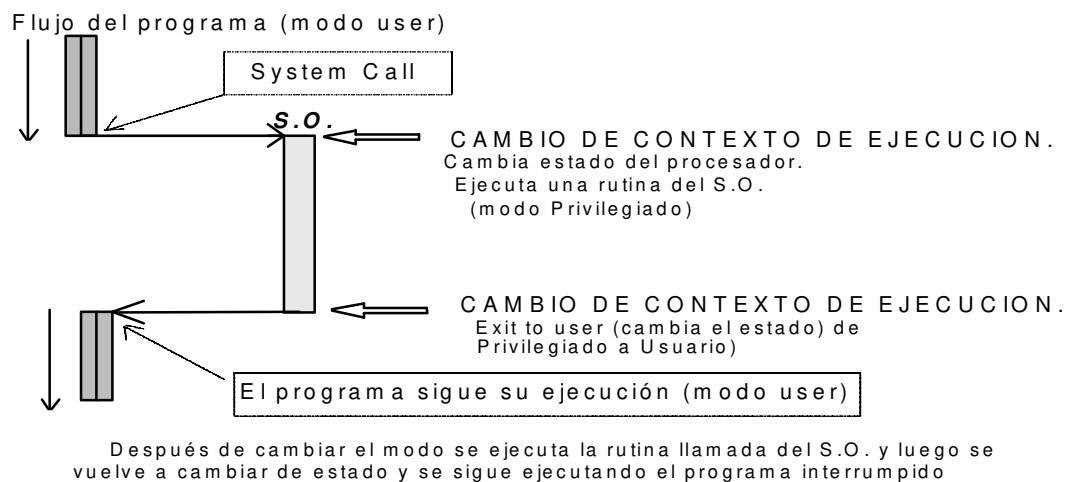 Flujo del programa (modo user)
System Call
S.O.
CAMBIO DE CONTEXTO DE EJECUCION.
Cambia estado del procesador.
Ejecuta una rutina del S.O.
(modo Privilegiado)
CAMBIO DE CONTEXTO DE EJECUCION.
Exit to user (cambia el estado) de
Privilegiado a Usuario)
El programa sigue su ejecución (modo user)
Después de cambiar el modo se ejecuta la rutina llamada del S.O. y luego se
vuelve a cambiar de estado y se sigue ejecutando el programa interrumpido